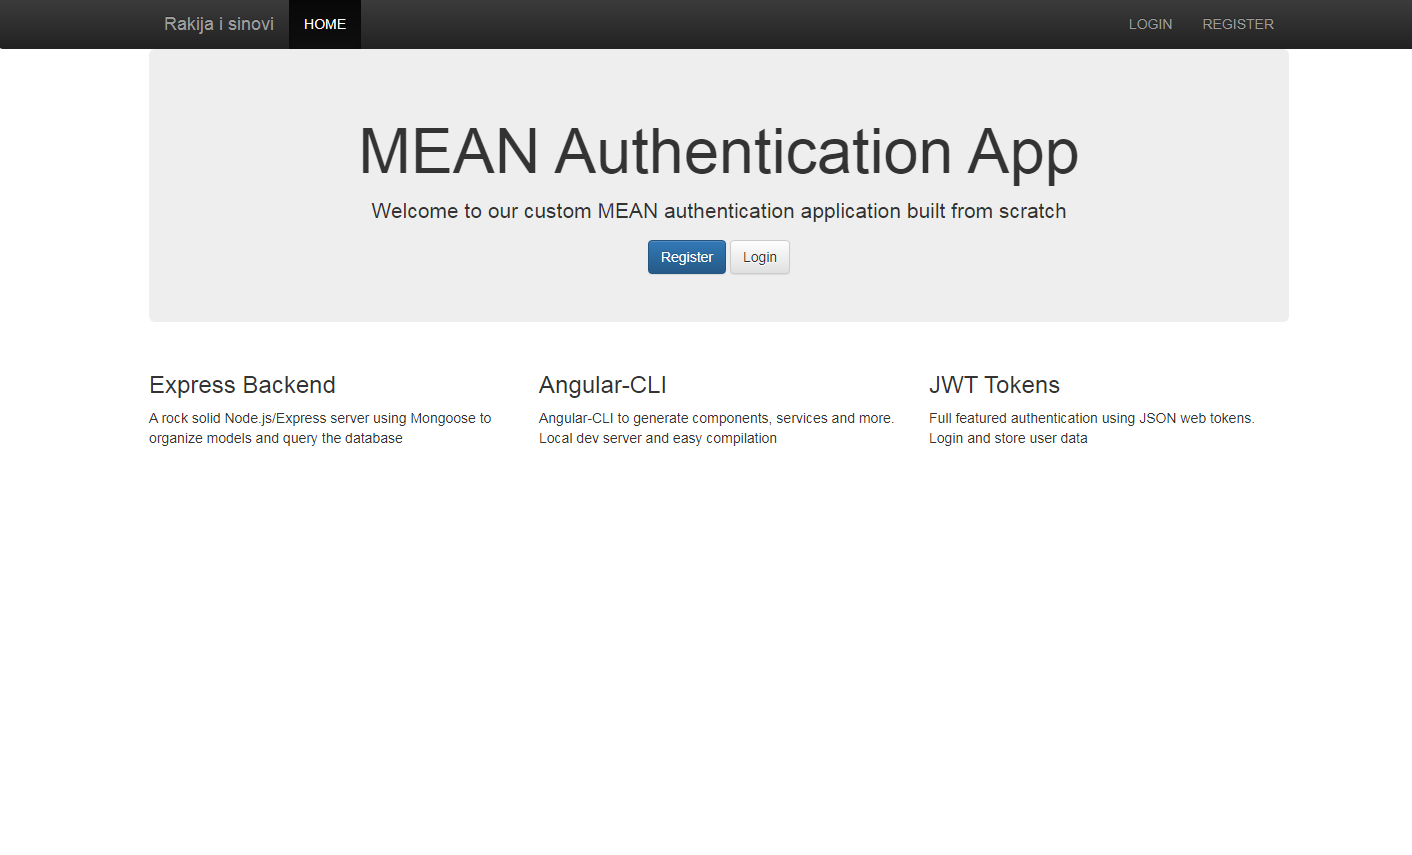 Rakija i sinovi HOME LOGIN REGISTER
MEAN Authentication App
Welcome to our custom MEAN authentication application built from scratch
Register Login
Express Backend
A rock solid Node.js/Express server using Mongoose to
organize models and query the database
Angular-CLI
Angular-CLI to generate components, services and more.
Local dev server and easy compilation
JWT Tokens
Full featured authentication using JSON web tokens.
Login and store user data